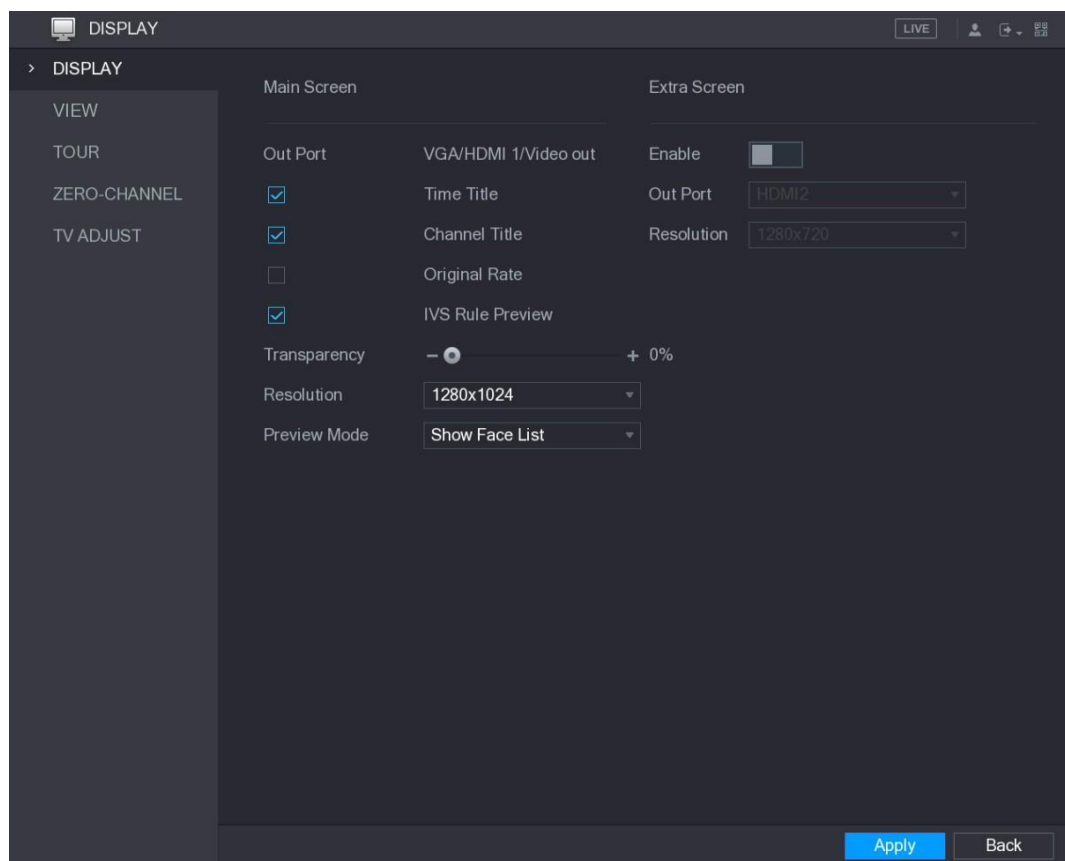 DISPLAY
LIVE
DISPLAY
VIEW
TOUR
ZERO-CHANNEL
TV ADJUST
Main Screen
Out Port VGA/HDMI 1/Video out
Time Title
Channel Title
Original Rate
IVS Rule Preview
Transparency - + 0%
Resolution 1280x1024
Preview Mode Show Face List
Extra Screen
Enable
Out Port HDMI2
Resolution 1280x720
Apply Back